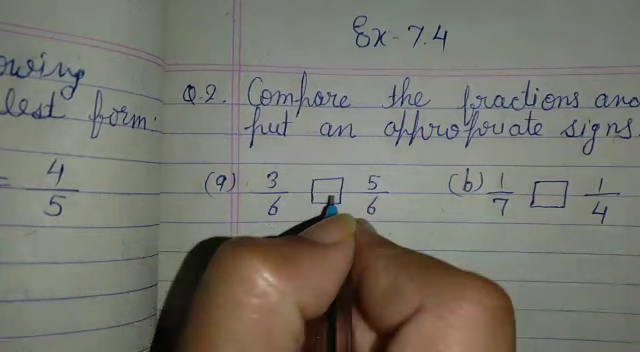 Ex - 7.4
owing
lest form.
= 4/5
Q.2. Compare the fractions and
put an appropriate signs.
(a) 3/6 □ 5/6 (b) 1/7 □ 1/4